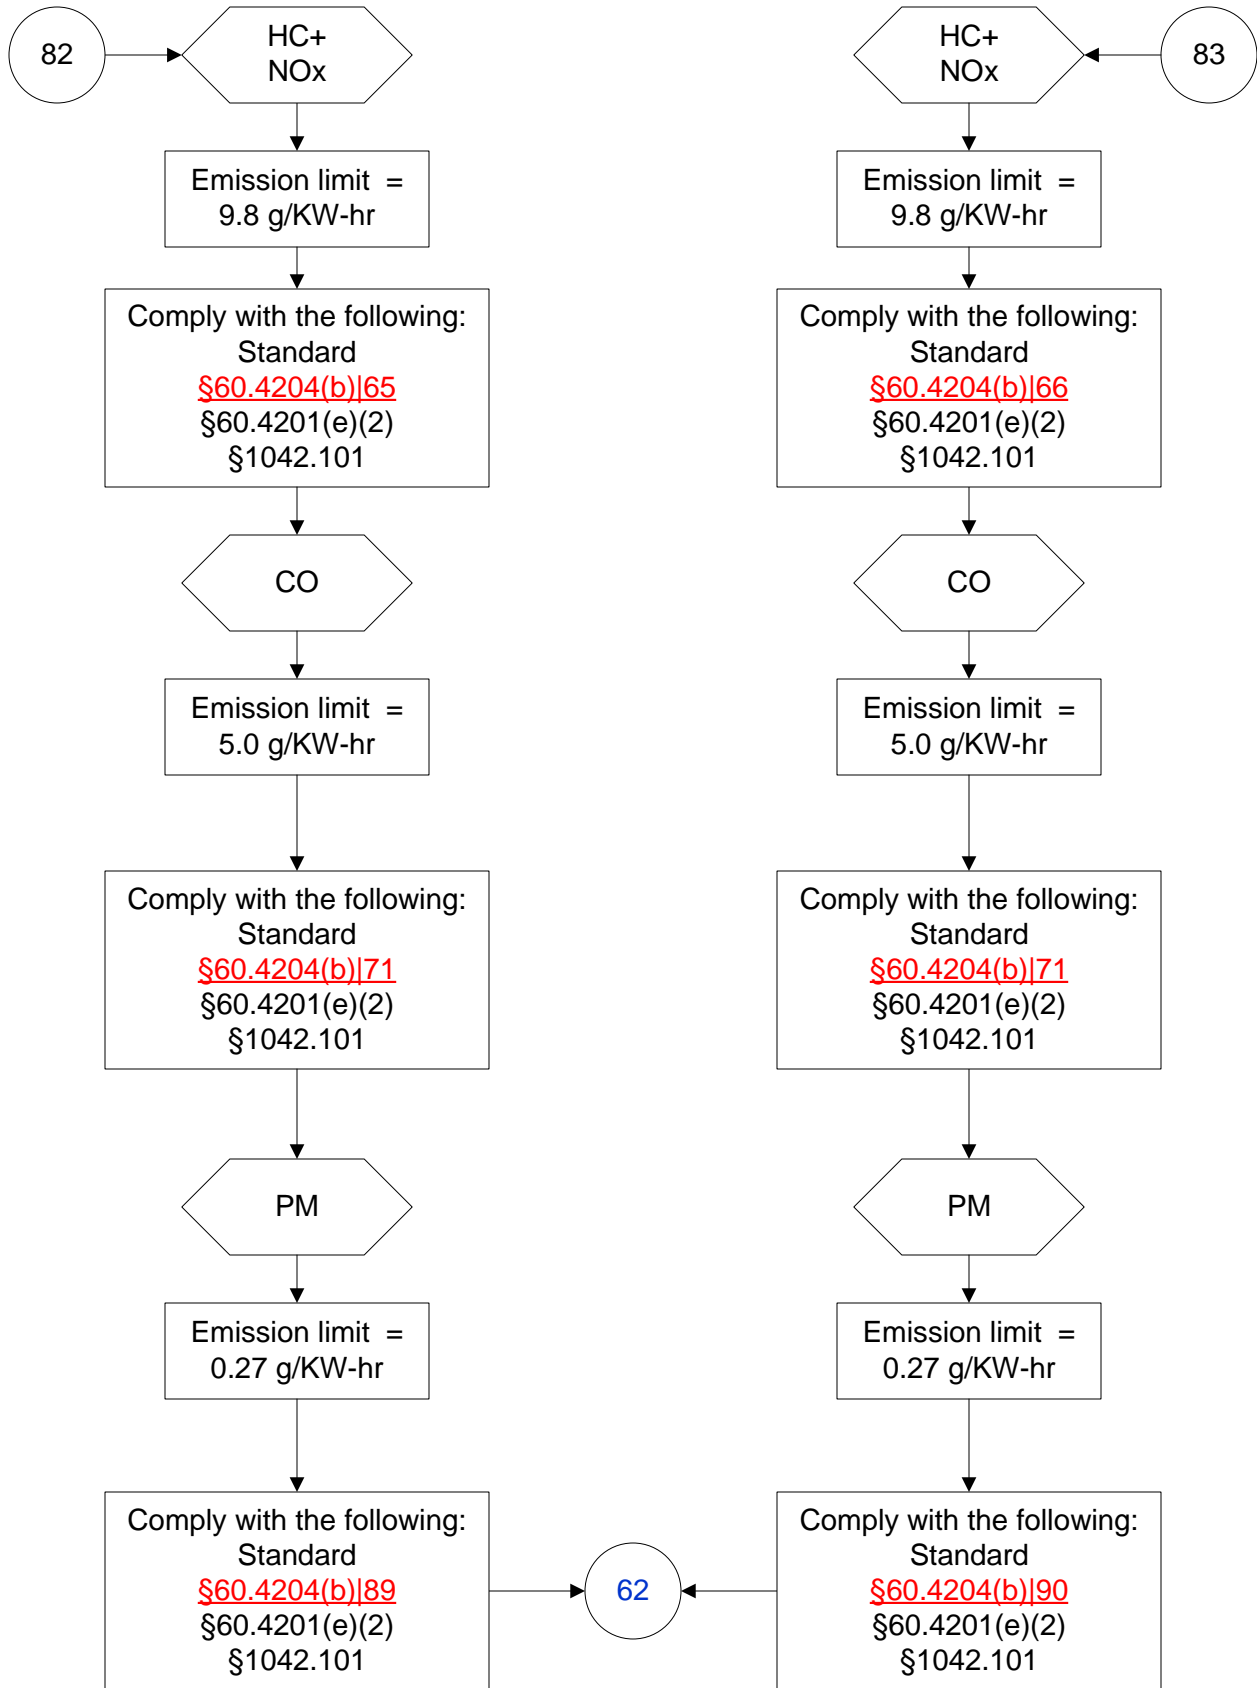 82
HC+
NOx
Emission limit =
9.8 g/KW-hr
Comply with the following:
Standard
§60.4204(b)|65
§60.4201(e)(2)
§1042.101
CO
Emission limit =
5.0 g/KW-hr
Comply with the following:
Standard
§60.4204(b)|71
§60.4201(e)(2)
§1042.101
PM
Emission limit =
0.27 g/KW-hr
Comply with the following:
Standard
§60.4204(b)|89
§60.4201(e)(2)
§1042.101
62
83
HC+
NOx
Emission limit =
9.8 g/KW-hr
Comply with the following:
Standard
§60.4204(b)|66
§60.4201(e)(2)
§1042.101
CO
Emission limit =
5.0 g/KW-hr
Comply with the following:
Standard
§60.4204(b)|71
§60.4201(e)(2)
§1042.101
PM
Emission limit =
0.27 g/KW-hr
Comply with the following:
Standard
§60.4204(b)|90
§60.4201(e)(2)
§1042.101